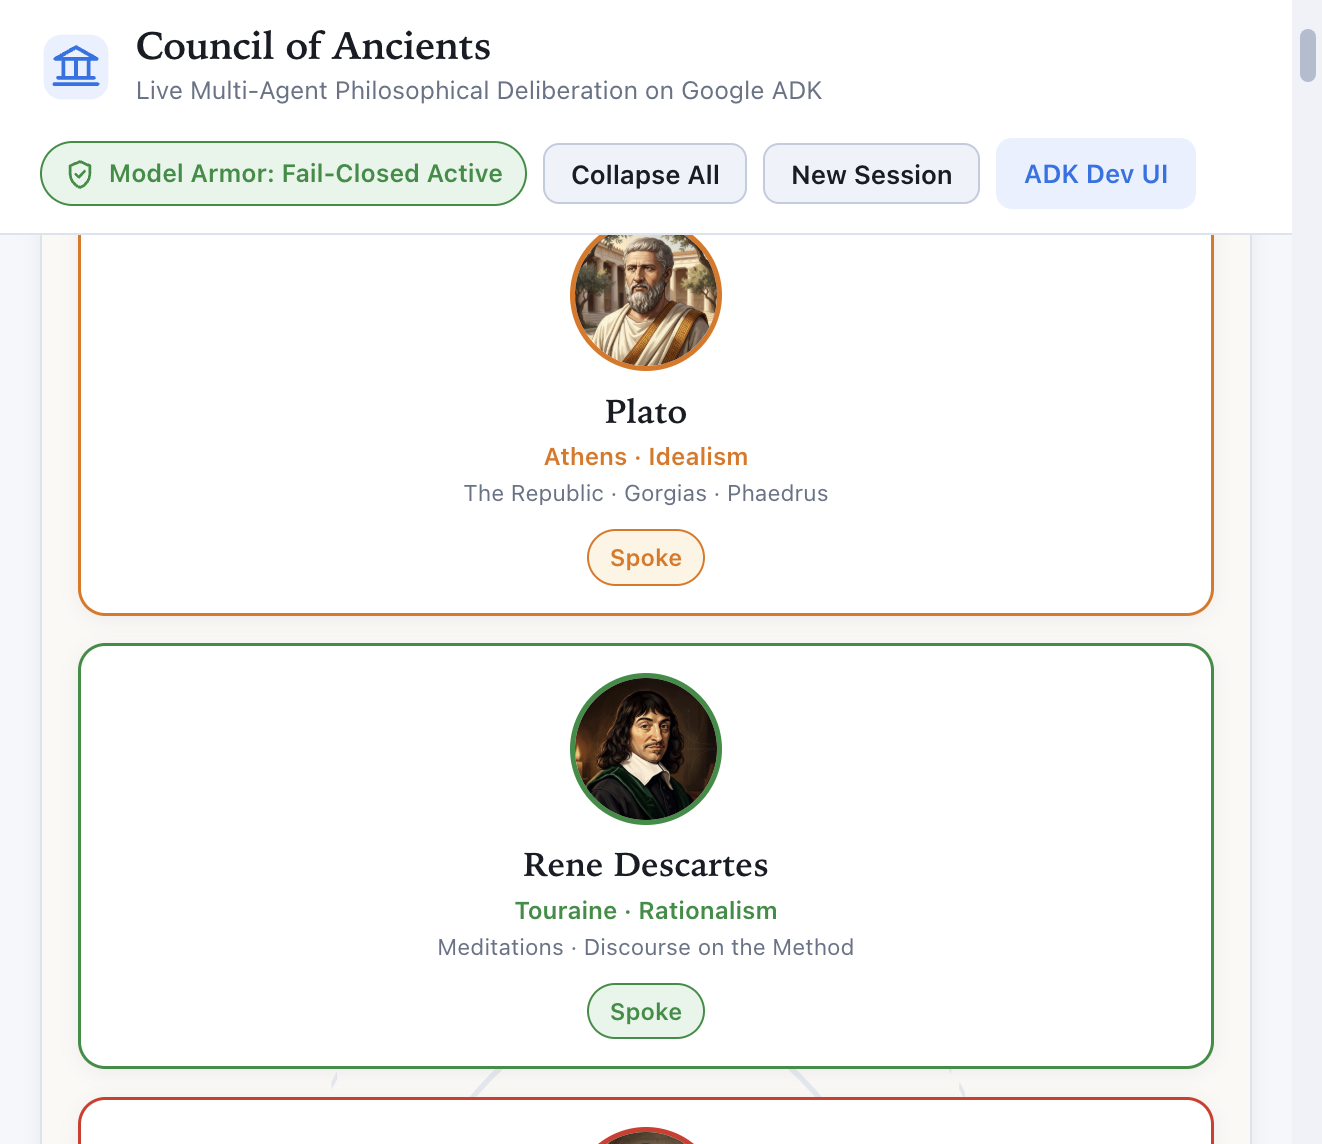 Council of Ancients
Live Multi-Agent Philosophical Deliberation on Google ADK
Model Armor: Fail-Closed Active
Collapse All
New Session
ADK Dev UI
Plato
Athens · Idealism
The Republic · Gorgias · Phaedrus
Spoke
Rene Descartes
Touraine · Rationalism
Meditations · Discourse on the Method
Spoke